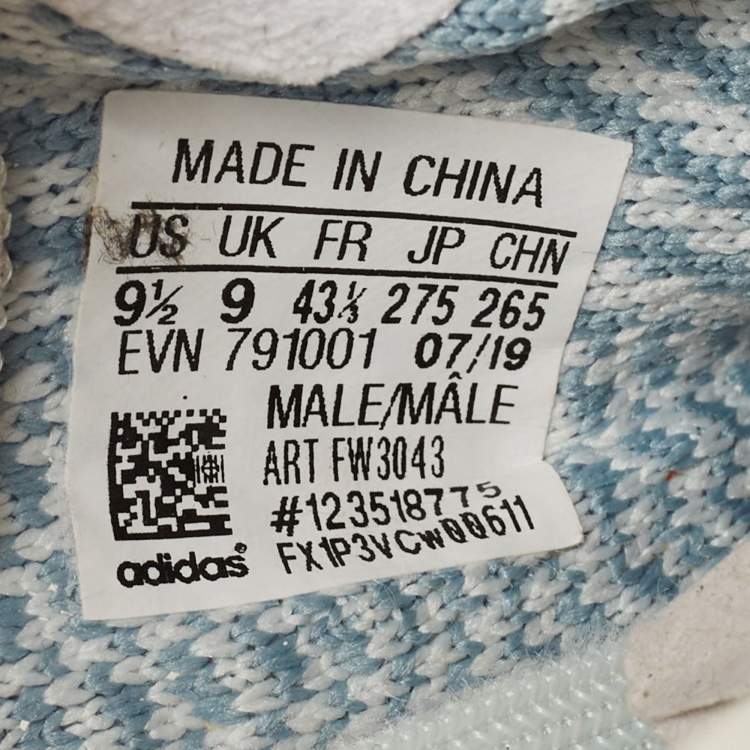 MADE IN CHINA
US UK FR JP CHN
9½ 9 43⅓ 275 265
EVN 791001 07/19
MALE/MÂLE
ART FW3043
#123518775
FX1P3VCW00611
adidas®